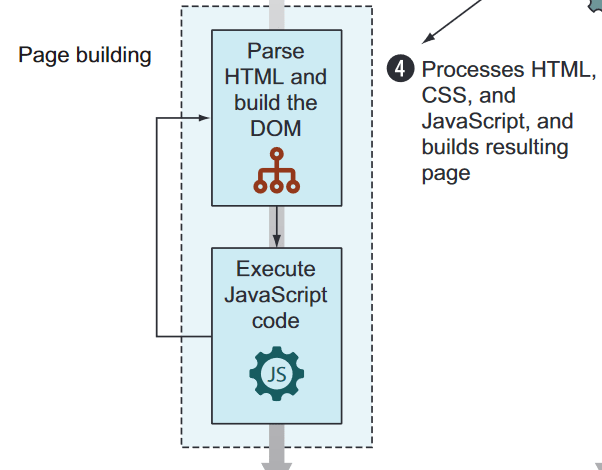 Page building
Parse
HTML and
build the
DOM
4
Processes HTML,
CSS, and
JavaScript, and
builds resulting
page
Execute
JavaScript
code
JS